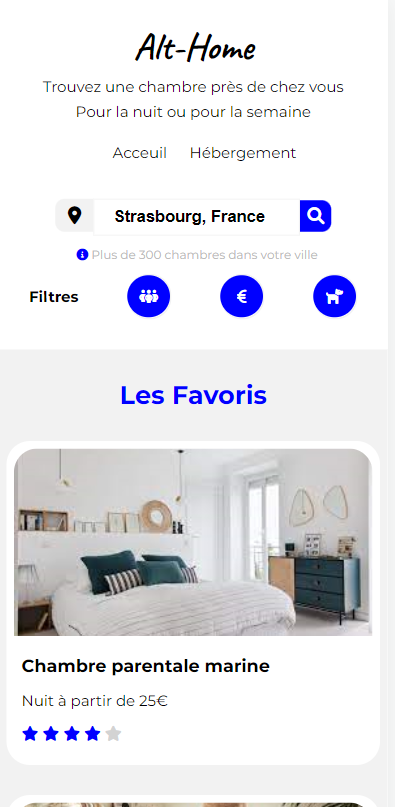 Alt-Home
Trouvez une chambre près de chez vous
Pour la nuit ou pour la semaine
Acceuil Hébergement
Strasbourg, France
Plus de 300 chambres dans votre ville
Filtres
Les Favoris
Chambre parentale marine
Nuit à partir de 25€